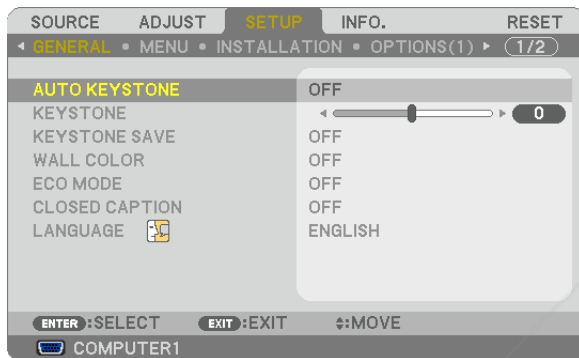 SOURCE ADJUST SETUP INFO. RESET
GENERAL • MENU • INSTALLATION • OPTIONS(1) 1/2
AUTO KEYSTONE OFF
KEYSTONE 0
KEYSTONE SAVE OFF
WALL COLOR OFF
ECO MODE OFF
CLOSED CAPTION OFF
LANGUAGE ENGLISH
ENTER :SELECT EXIT :EXIT :MOVE
COMPUTER1